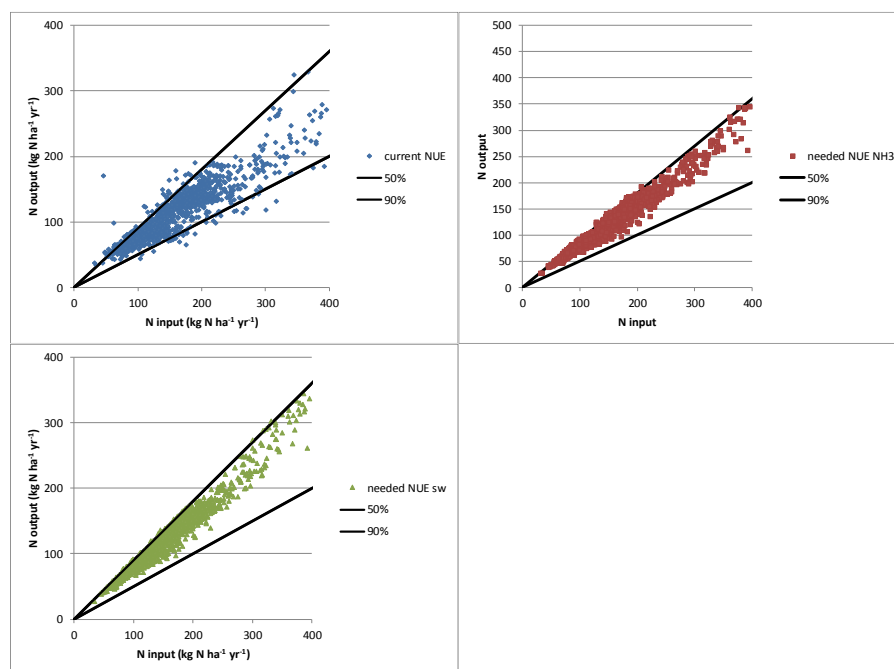 400
300
200
100
0
0 100 200 300 400
N output (kg N ha⁻¹ yr⁻¹)
N input (kg N ha⁻¹ yr⁻¹)
current NUE
50%
90%
500
450
400
350
300
250
200
150
100
50
0
0 100 200 300 400
N output
N input
needed NUE NH3
50%
90%
400
300
200
100
0
0 100 200 300 400
N output (kg N ha⁻¹ yr⁻¹)
N input (kg N ha⁻¹ yr⁻¹)
needed NUE sw
50%
90%